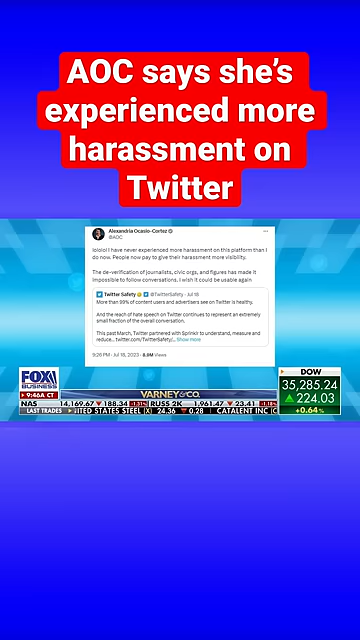 AOC says she's
experienced more
harassment on
Twitter
Alexandria Ocasio-Cortez
@AOC
lololol I have never experienced more harassment on this platform than I
do now. People now pay to give their harassment more visibility.
The de-verification of journalists, civic orgs, and figures has made it
impossible to follow conversations. I wish it could be usable again
Twitter Safety @TwitterSafety · Jul 18
More than 99% of content users and advertisers see on Twitter is healthy.
And the reach of hate speech on Twitter continues to represent an extremely
small fraction of the overall conversation.
This past March, Twitter partnered with Sprinklr to understand, measure and
reduce... twitter.com/TwitterSafety/... Show more
9:26 PM · Jul 18, 2023 · 8.9M Views
FOX
BUSINESS
9:46A CT
VARNEY & CO.
DOW
35,285.24
▲ 224.03
+0.64%
NAS 14,169.67 ▼ 188.34 -1.31% RUSS 2K 1,961.47 ▼ 23.41 -1.18%
LAST TRADES ITED STATES STEEL (X) 24.36 ▼ 0.28 CATALENT INC (C